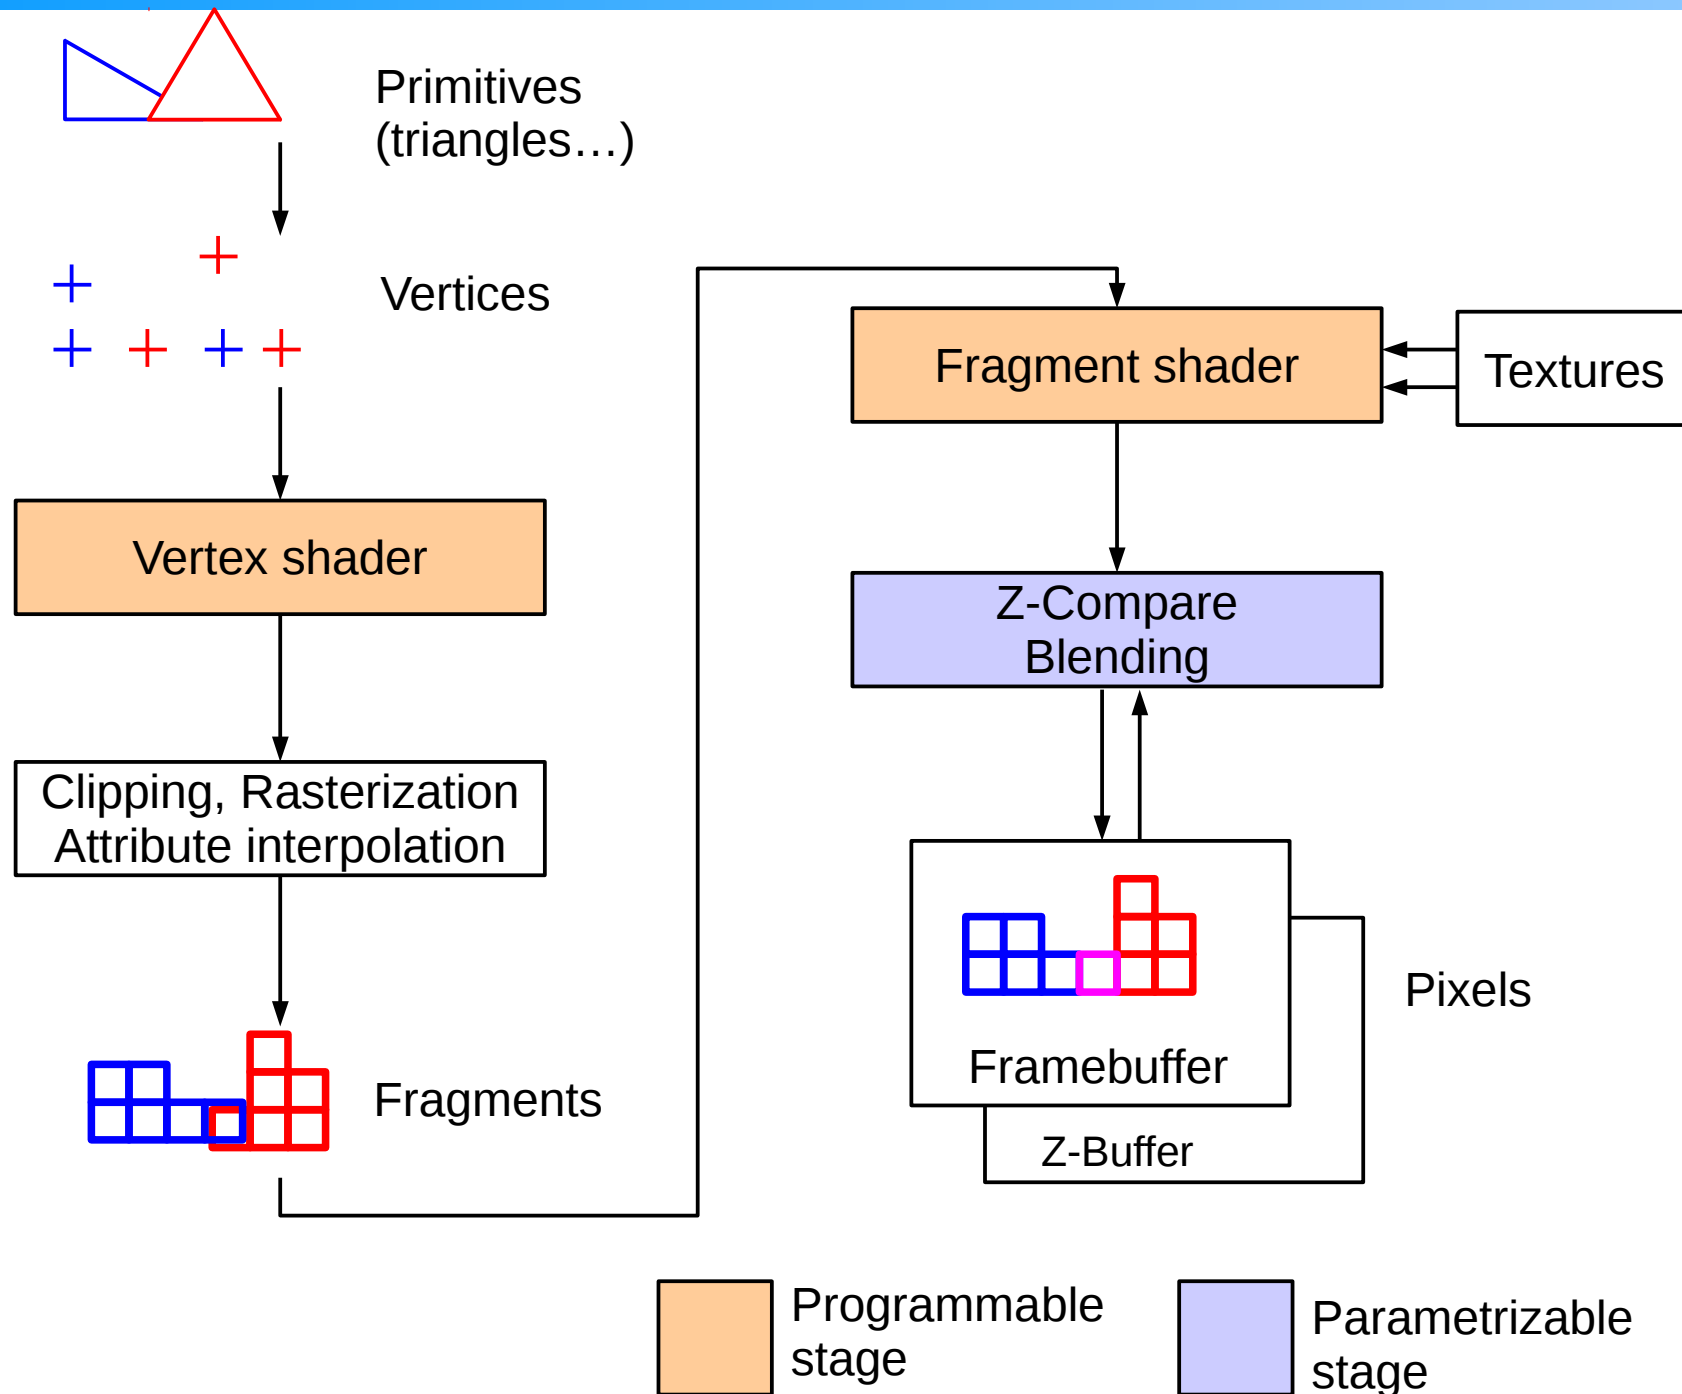 Primitives
(triangles…)
Vertices
Vertex shader
Clipping, Rasterization
Attribute interpolation
Fragments
Fragment shader
Textures
Z-Compare
Blending
Framebuffer
Z-Buffer
Pixels
Programmable
stage
Parametrizable
stage